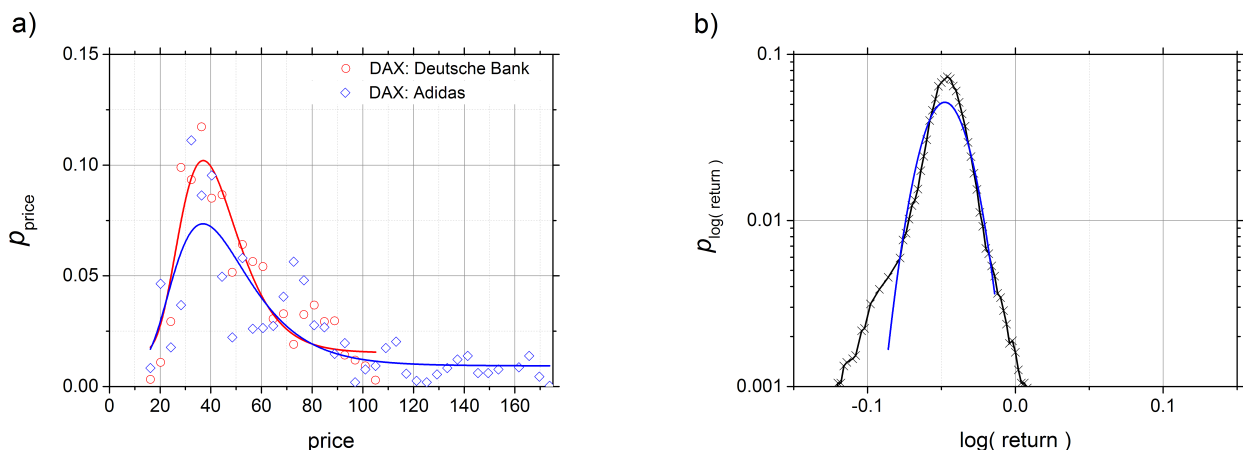 a)
0.15
0.10
0.05
0.00
p price
0 20 40 60 80 100 120 140 160
price
DAX: Deutsche Bank
DAX: Adidas
b)
0.1
0.01
0.001
p log( return )
-0.1 0.0 0.1
log( return )